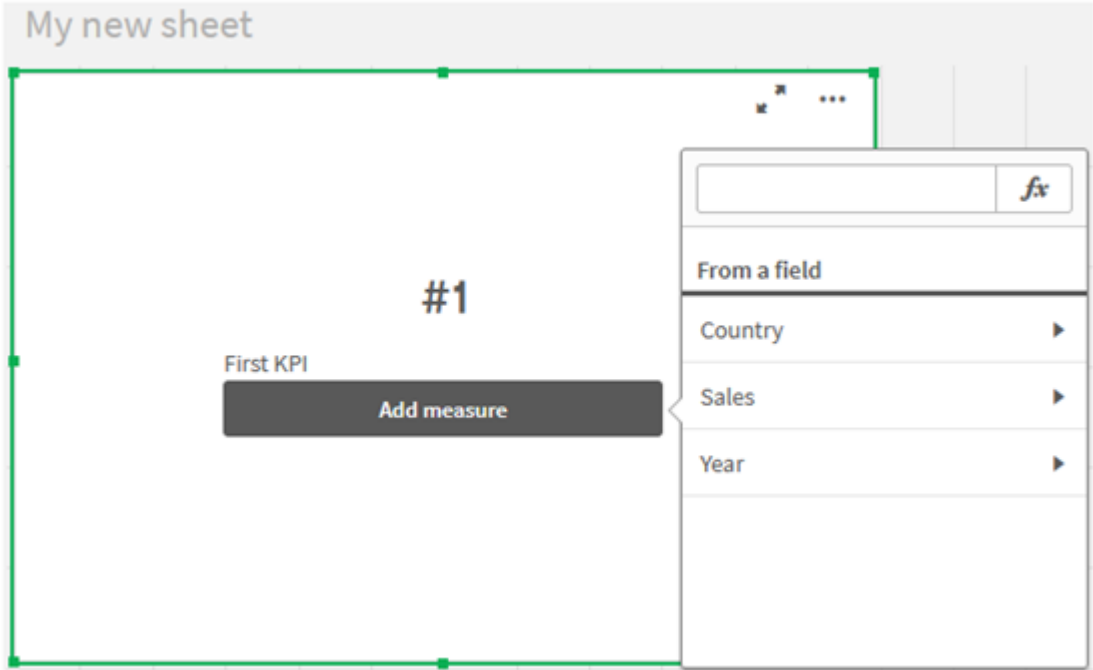 My new sheet
fx
From a field
#1
Country
First KPI
Sales
Add measure
Year